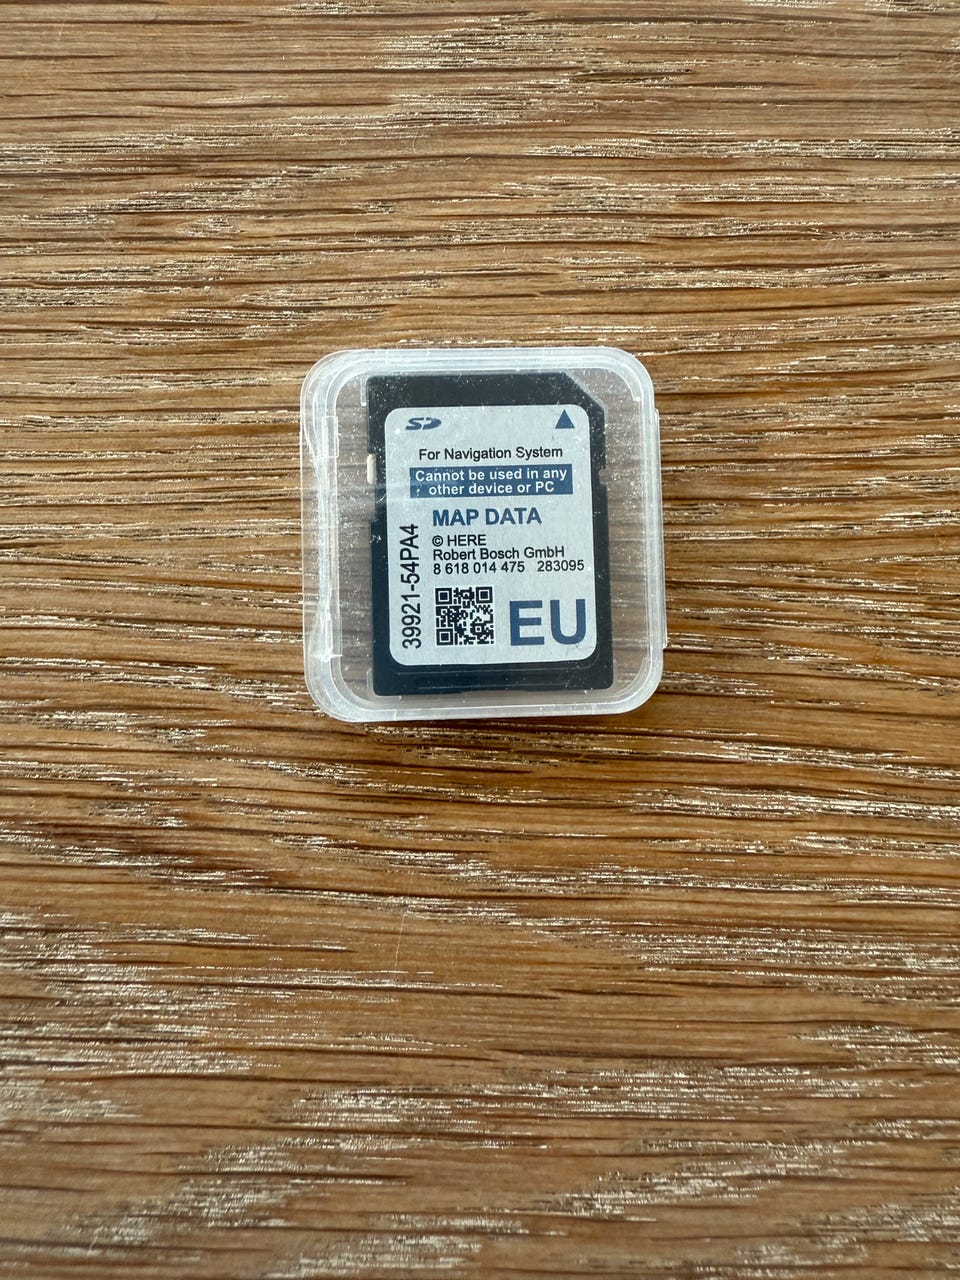 SD
For Navigation System
Cannot be used in any
other device or PC
MAP DATA
© HERE
Robert Bosch GmbH
8 618 014 475 283095
EU
39921-54PA4